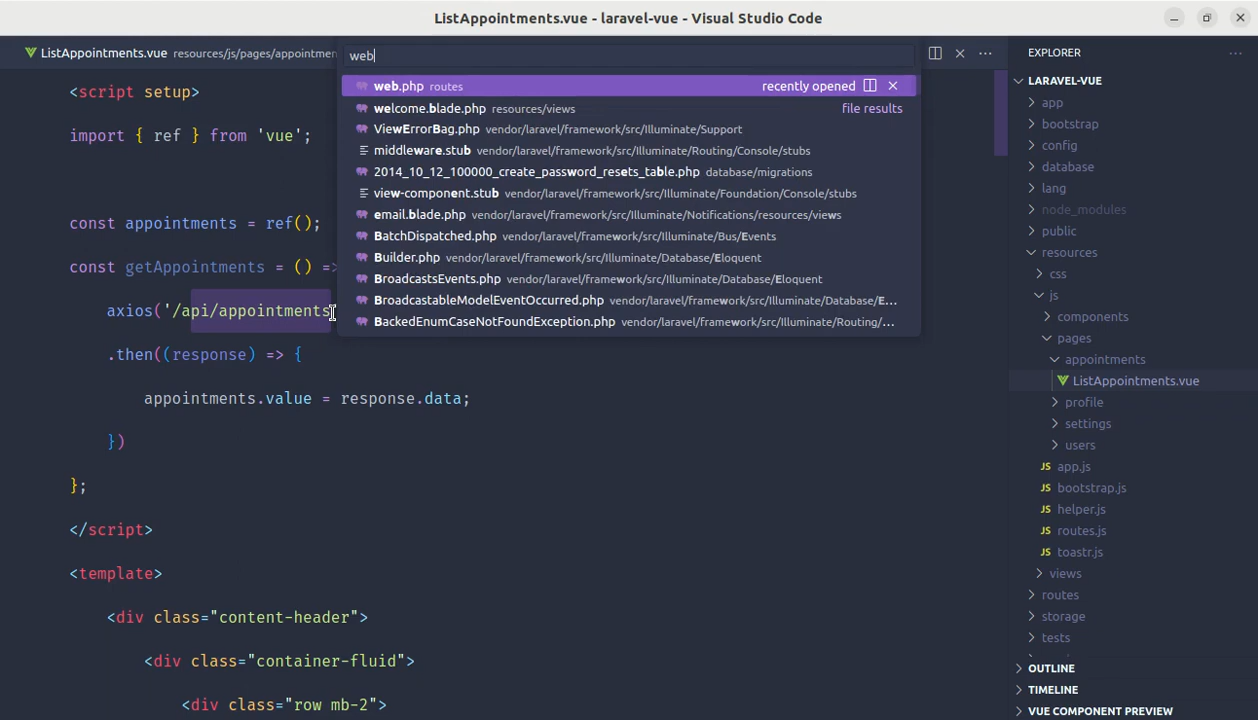 ListAppointments.vue - laravel-vue - Visual Studio Code
ListAppointments.vue resources/js/pages/appointmen
web
web.php routes recently opened
welcome.blade.php resources/views file results
ViewErrorBag.php vendor/laravel/framework/src/Illuminate/Support
middleware.stub vendor/laravel/framework/src/Illuminate/Routing/Console/stubs
2014_10_12_100000_create_password_resets_table.php database/migrations
view-component.stub vendor/laravel/framework/src/Illuminate/Foundation/Console/stubs
email.blade.php vendor/laravel/framework/src/Illuminate/Notifications/resources/views
BatchDispatched.php vendor/laravel/framework/src/Illuminate/Bus/Events
Builder.php vendor/laravel/framework/src/Illuminate/Database/Eloquent
BroadcastsEvents.php vendor/laravel/framework/src/Illuminate/Database/Eloquent
BroadcastableModelEventOccurred.php vendor/laravel/framework/src/Illuminate/Database/E...
BackedEnumCaseNotFoundException.php vendor/laravel/framework/src/Illuminate/Routing/...
<script setup>
import { ref } from 'vue';
const appointments = ref();
const getAppointments = () =>
axios('/api/appointments
.then((response) => {
appointments.value = response.data;
})
};
</script>
<template>
<div class="content-header">
<div class="container-fluid">
<div class="row mb-2">
EXPLORER
LARAVEL-VUE
app
bootstrap
config
database
lang
node_modules
public
resources
css
js
components
pages
appointments
ListAppointments.vue
profile
settings
users
JS app.js
JS bootstrap.js
JS helper.js
JS routes.js
JS toastr.js
views
routes
storage
tests
OUTLINE
TIMELINE
VUE COMPONENT PREVIEW